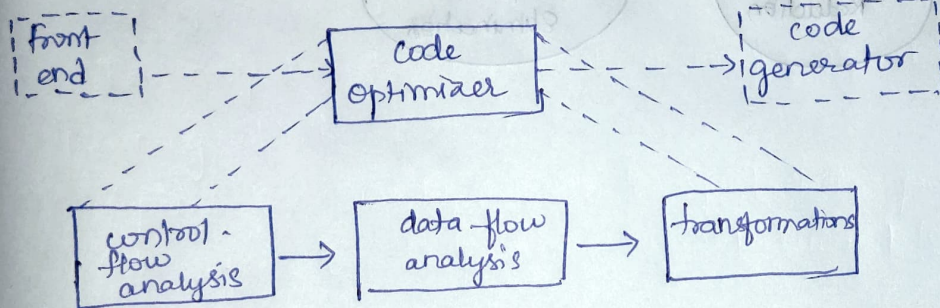 front
end
code
optimizer
code
generator
control-
flow
analysis
data-flow
analysis
transformations